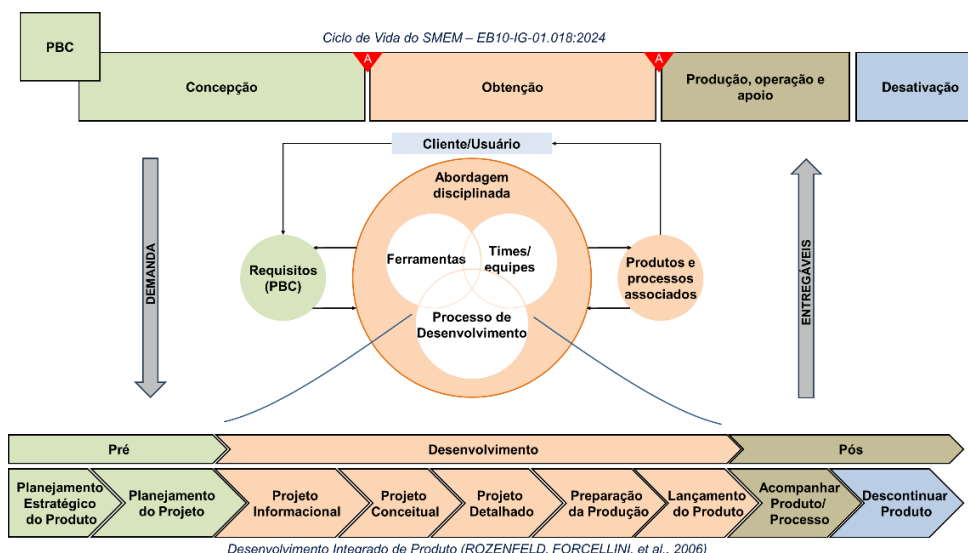 PBC
Ciclo de Vida do SMEM – EB10-IG-01.018:2024
A
A
Concepção
Obtenção
Produção, operação e
apoio
Desativação
Cliente/Usuário
Abordagem
disciplinada
Ferramentas
Times/
equipes
Processo de
Desenvolvimento
Requisitos
(PBC)
Produtos e
processos
associados
DEMANDA
ENTREGÁVEIS
Pré
Desenvolvimento
Pós
Planejamento
Estratégico
do Produto
Planejamento
do Projeto
Projeto
Informacional
Projeto
Conceitual
Projeto
Detalhado
Preparação
da Produção
Lançamento
do Produto
Acompanhar
Produto/
Processo
Descontinuar
Produto
Desenvolvimento Integrado de Produto (ROZENFELD, FORCELLINI, et al., 2006)